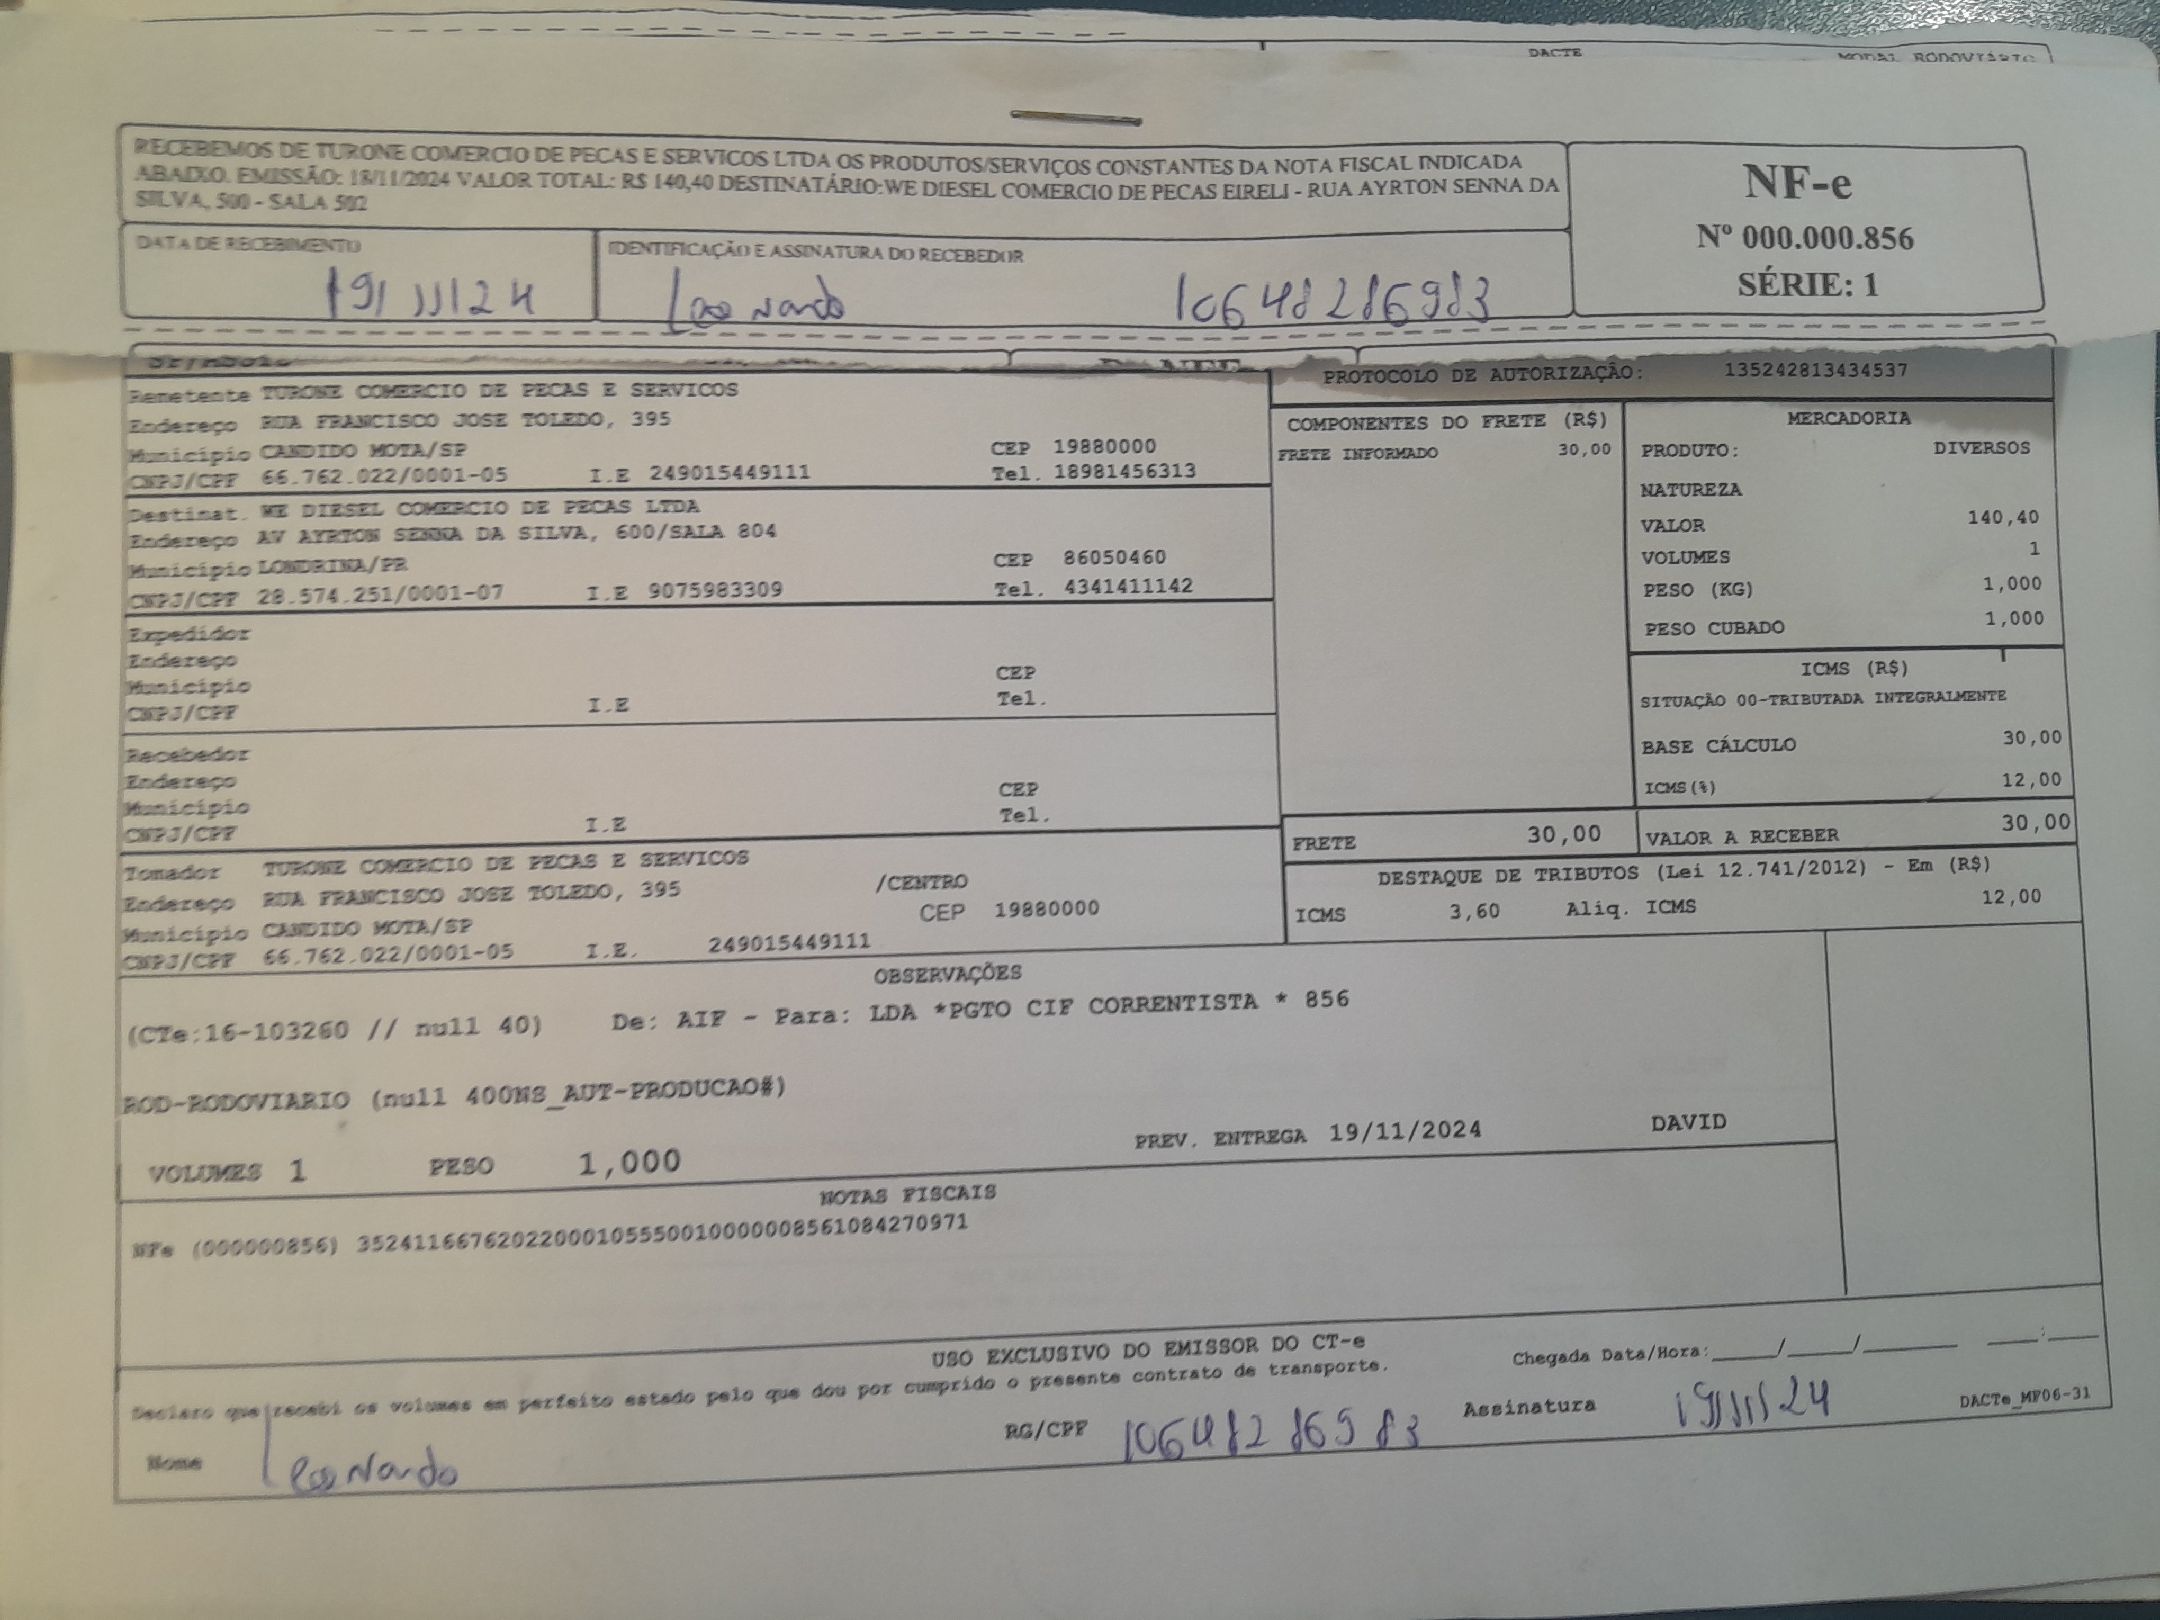 DACTE MODAL RODOVIÁRIO
RECEBEMOS DE TURONE COMERCIO DE PECAS E SERVICOS LTDA OS PRODUTOS/SERVIÇOS CONSTANTES DA NOTA FISCAL INDICADA
ABAIXO. EMISSÃO: 18/11/2024 VALOR TOTAL: R$ 140,40 DESTINATÁRIO:WE DIESEL COMERCIO DE PECAS EIRELI - RUA AYRTON SENNA DA
SILVA, 500 - SALA 502
NF-e
Nº 000.000.856
SÉRIE: 1
DATA DE RECEBIMENTO
19/11/24
IDENTIFICAÇÃO E ASSINATURA DO RECEBEDOR
Leonardo 10648286983
PROTOCOLO DE AUTORIZAÇÃO: 135242813434537
Remetente TURONE COMERCIO DE PECAS E SERVICOS
Endereço RUA FRANCISCO JOSE TOLEDO, 395
Município CANDIDO MOTA/SP CEP 19880000
CNPJ/CPF 66.762.022/0001-05 I.E 249015449111 Tel. 18981456313
Destinat. WE DIESEL COMERCIO DE PECAS LTDA
Endereço AV AYRTON SENNA DA SILVA, 600/SALA 804
Município LONDRINA/PR CEP 86050460
CNPJ/CPF 28.574.251/0001-07 I.E 9075983309 Tel. 4341411142
Expedidor
Endereço
Município CEP
CNPJ/CPF I.E Tel.
Recebedor
Endereço
Município CEP
CNPJ/CPF I.E Tel.
Tomador TURONE COMERCIO DE PECAS E SERVICOS
Endereço RUA FRANCISCO JOSE TOLEDO, 395 /CENTRO
Município CANDIDO MOTA/SP CEP 19880000
CNPJ/CPF 66.762.022/0001-05 I.E. 249015449111
COMPONENTES DO FRETE (R$)
FRETE INFORMADO 30,00
MERCADORIA
PRODUTO: DIVERSOS
NATUREZA
VALOR 140,40
VOLUMES 1
PESO (KG) 1,000
PESO CUBADO 1,000
ICMS (R$)
SITUAÇÃO 00-TRIBUTADA INTEGRALMENTE
BASE CÁLCULO 30,00
ICMS(%) 12,00
FRETE 30,00 VALOR A RECEBER 30,00
DESTAQUE DE TRIBUTOS (Lei 12.741/2012) - Em (R$)
ICMS 3,60 Aliq. ICMS 12,00
OBSERVAÇÕES
(CTe:16-103260 // null 40) De: AIF - Para: LDA *PGTO CIF CORRENTISTA * 856
ROD-RODOVIARIO (null 400NS_AUT-PRODUCAO#)
VOLUMES 1 PESO 1,000 PREV. ENTREGA 19/11/2024 DAVID
NOTAS FISCAIS
NFe (000000856) 35241166762022000105550010000008561084270971
USO EXCLUSIVO DO EMISSOR DO CT-e
Declaro que recebi os volumes em perfeito estado pelo que dou por cumprido o presente contrato de transporte.
Chegada Data/Hora:____/____/______ ___:___
Nome Leonardo RG/CPF 10648286983 Assinatura 19/11/24 DACTe_MF06-31